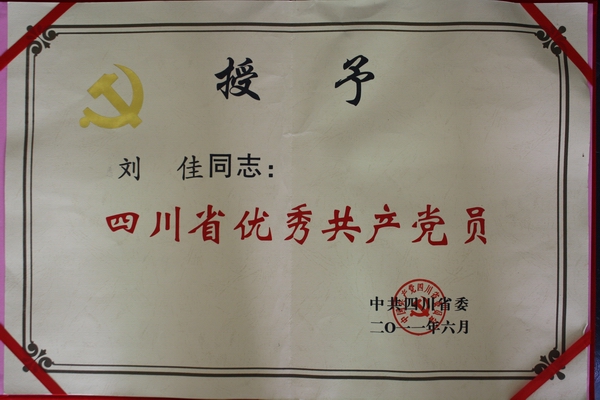 授 予
刘 佳同志：
四川省优秀共产党员
中共四川省委
二〇一一年六月